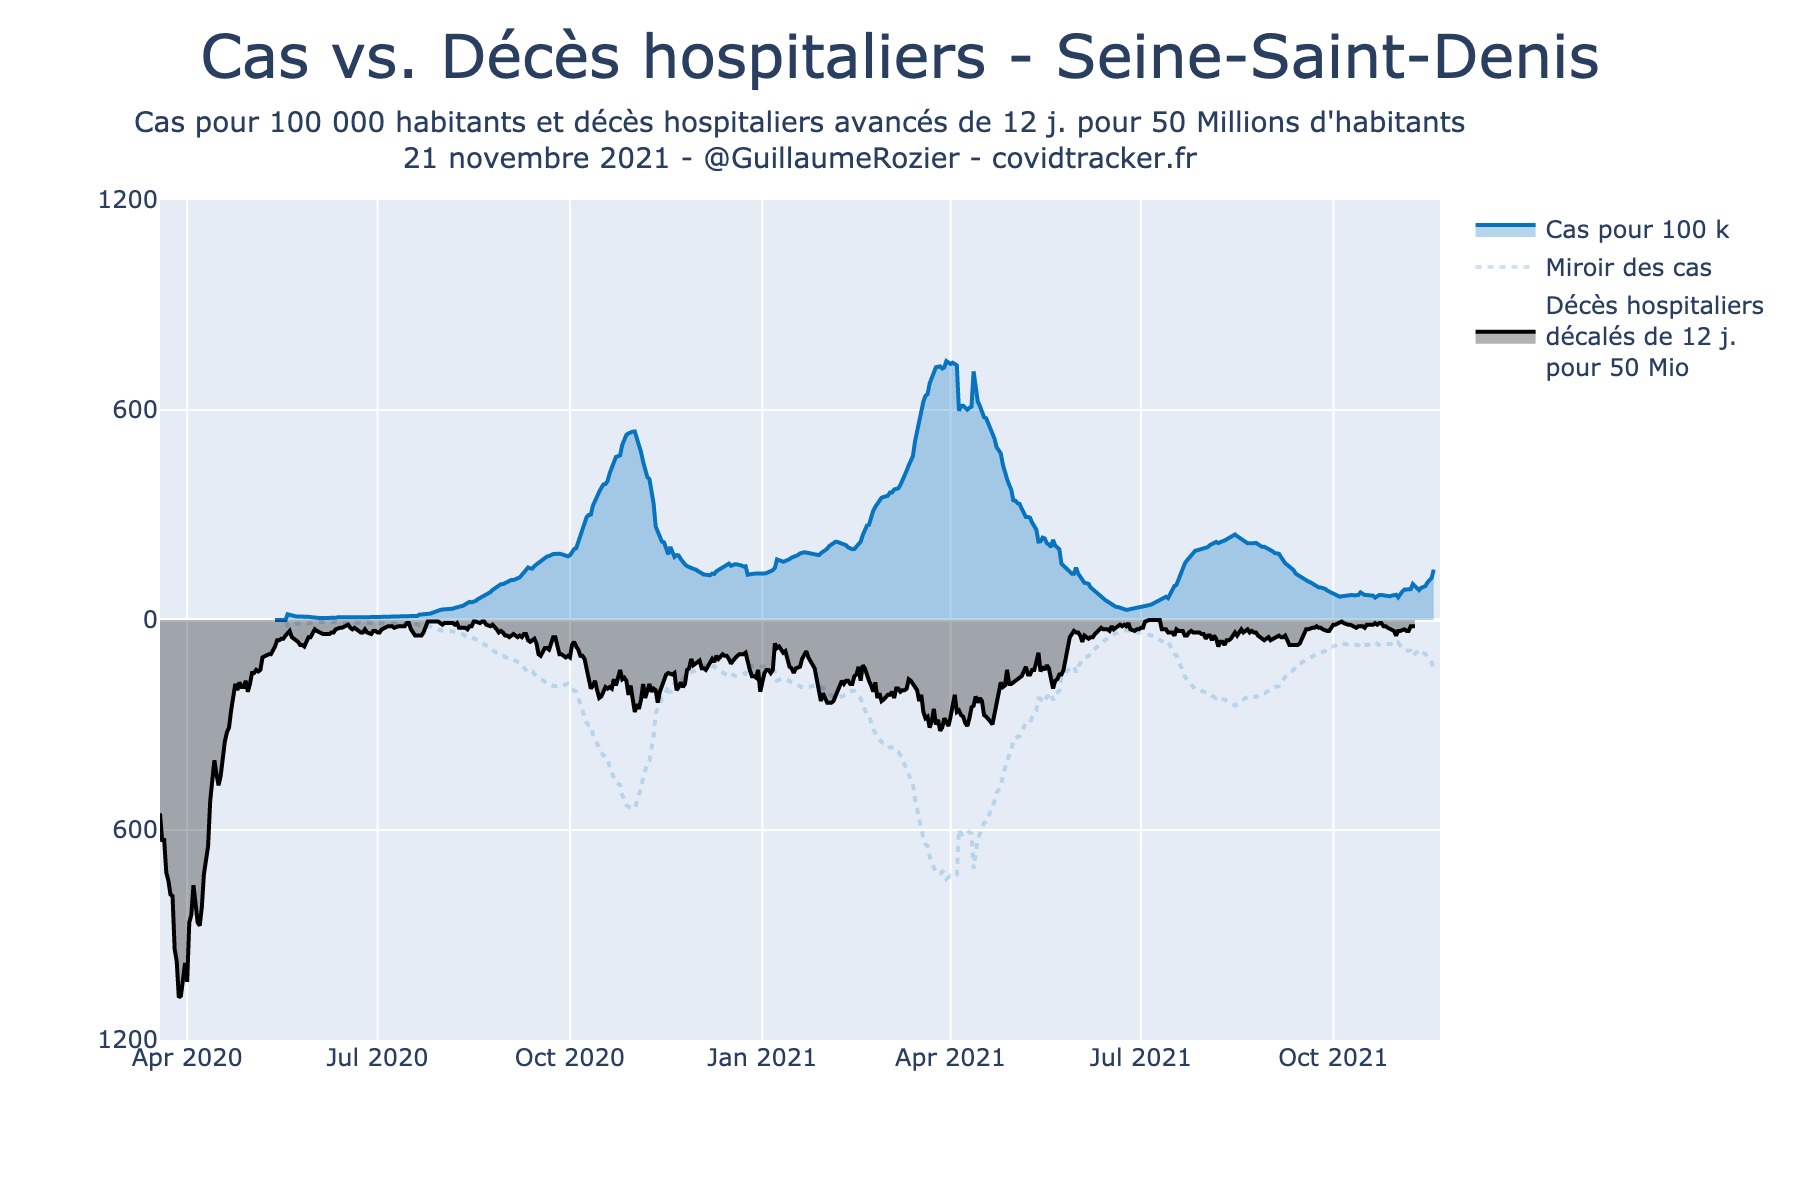 Cas vs. Décès hospitaliers - Seine-Saint-Denis
Cas pour 100 000 habitants et décès hospitaliers avancés de 12 j. pour 50 Millions d'habitants
21 novembre 2021 - @GuillaumeRozier - covidtracker.fr
1200
600
0
600
1200
Apr 2020
Jul 2020
Oct 2020
Jan 2021
Apr 2021
Jul 2021
Oct 2021
Cas pour 100 k
Miroir des cas
Décès hospitaliers
décalés de 12 j.
pour 50 Mio